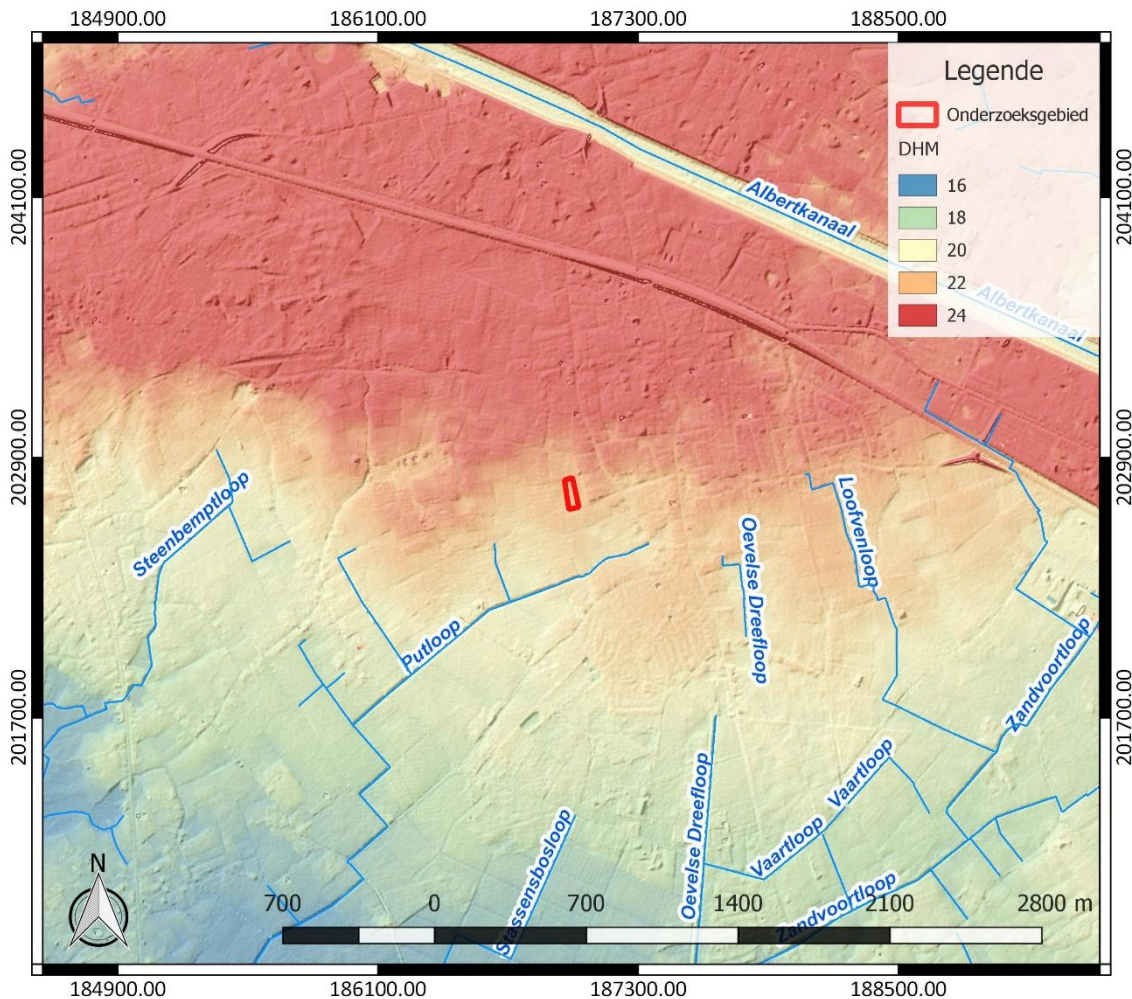 184900.00 186100.00 187300.00 188500.00
Legende
Onderzoeksgebied
DHM
16
18
20
22
24
204100.00
204100.00
Albertkanaal
Albertkanaal
202900.00
202900.00
Steenbemptloop
Loofvenloop
Oevelse Dreefloop
Putloop
Zandvoortloop
201700.00
201700.00
Vaartloop
Vaartloop
Oevelse Dreefloop
Stassensbosloop
Zandvoortloop
N
700 0 700 1400 2100 2800 m
184900.00 186100.00 187300.00 188500.00